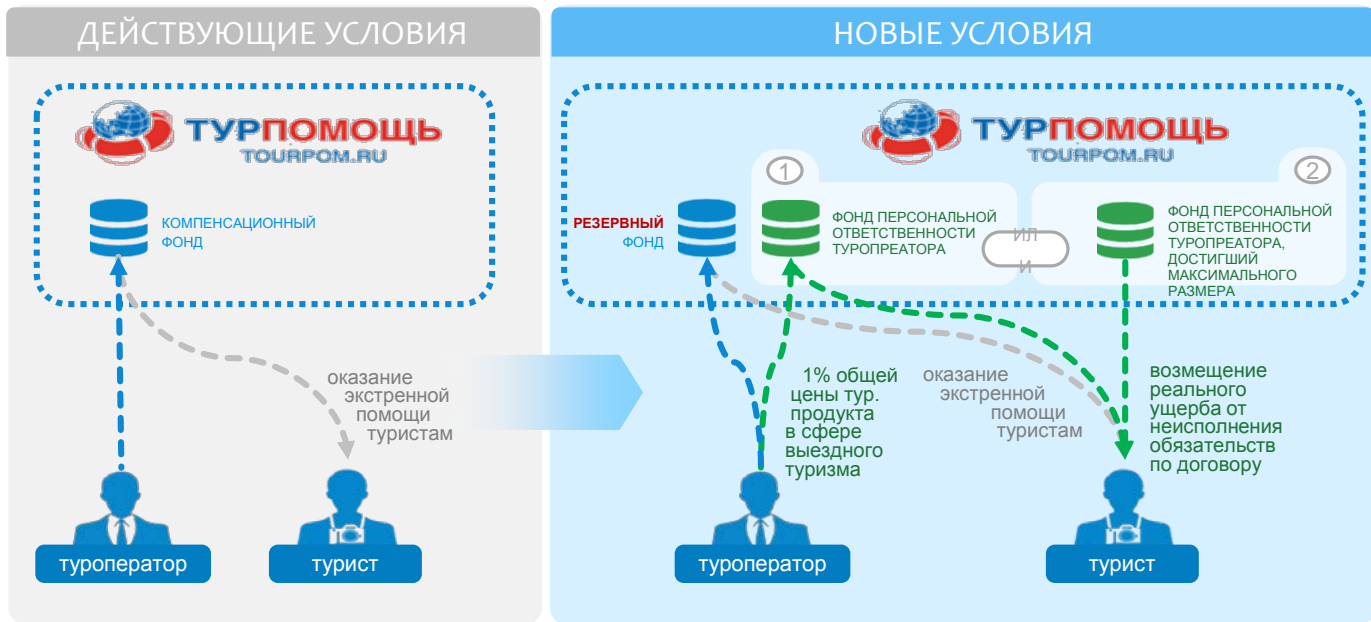 ДЕЙСТВУЮЩИЕ УСЛОВИЯ
ТУРПОМОЩЬ
TOURPOM.RU
КОМПЕНСАЦИОННЫЙ
ФОНД
оказание
экстренной
помощи
туристам
туроператор
турист
НОВЫЕ УСЛОВИЯ
ТУРПОМОЩЬ
TOURPOM.RU
1
2
РЕЗЕРВНЫЙ
ФОНД
ФОНД ПЕРСОНАЛЬНОЙ
ОТВЕТСТВЕННОСТИ
ТУРОПРЕАТОРА
ИЛ
И
ФОНД ПЕРСОНАЛЬНОЙ
ОТВЕТСТВЕННОСТИ
ТУРОПРЕАТОРА,
ДОСТИГШИЙ
МАКСИМАЛЬНОГО
РАЗМЕРА
1% общей
цены тур.
продукта
в сфере
выездного
туризма
оказание
экстренной
помощи
туристам
возмещение
реального
ущерба от
неисполнения
обязательств
по договору
туроператор
турист